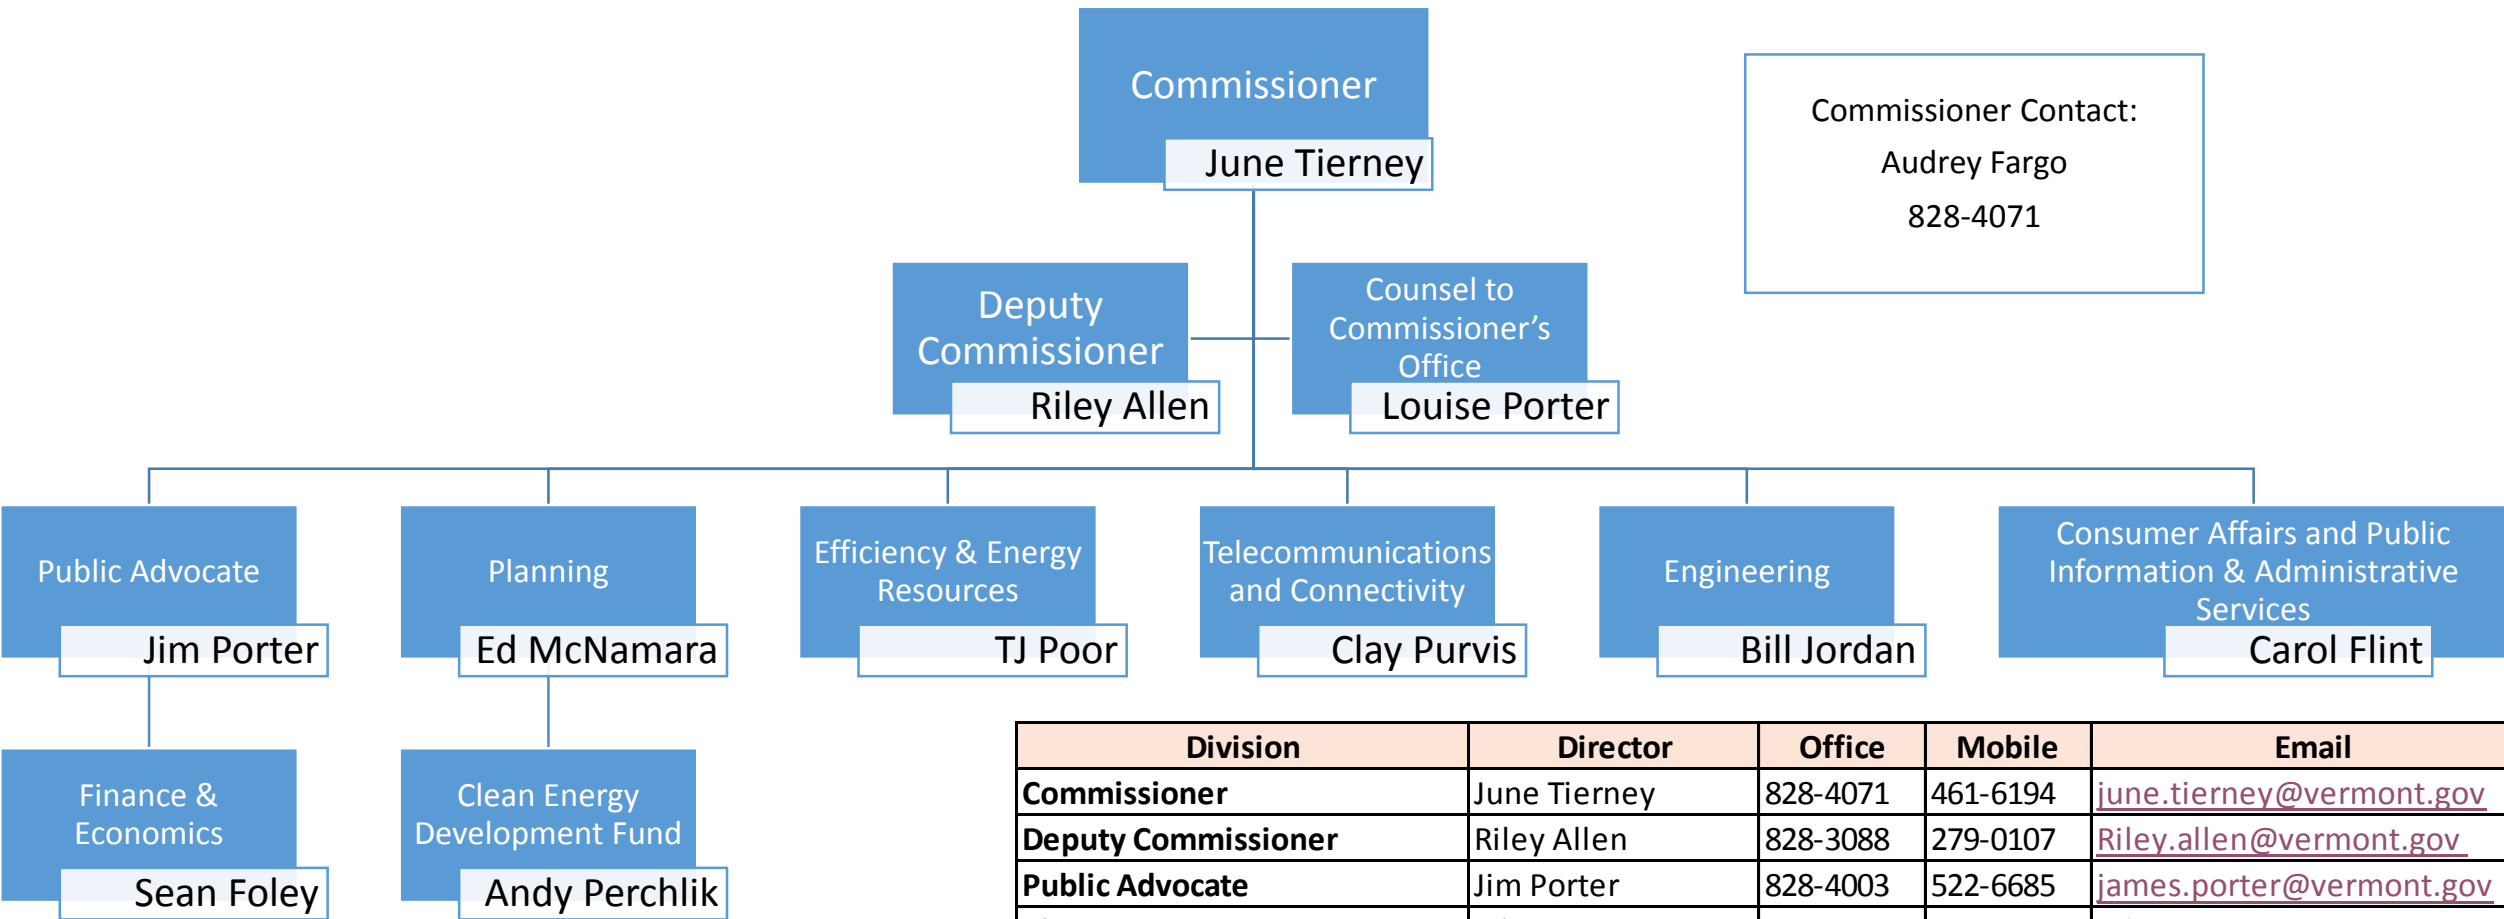 Commissioner
June Tierney
Commissioner Contact:
Audrey Fargo
828-4071
Deputy
Commissioner
Riley Allen
Counsel to
Commissioner’s
Office
Louise Porter
Public Advocate
Jim Porter
Planning
Ed McNamara
Efficiency & Energy
Resources
TJ Poor
Telecommunications
and Connectivity
Clay Purvis
Engineering
Bill Jordan
Consumer Affairs and Public
Information & Administrative
Services
Carol Flint
Finance &
Economics
Sean Foley
Clean Energy
Development Fund
Andy Perchlik
Division Director Office Mobile Email
Commissioner June Tierney 828-4071 461-6194 june.tierney@vermont.gov
Deputy Commissioner Riley Allen 828-3088 279-0107 Riley.allen@vermont.gov
Public Advocate Jim Porter 828-4003 522-6685 james.porter@vermont.gov